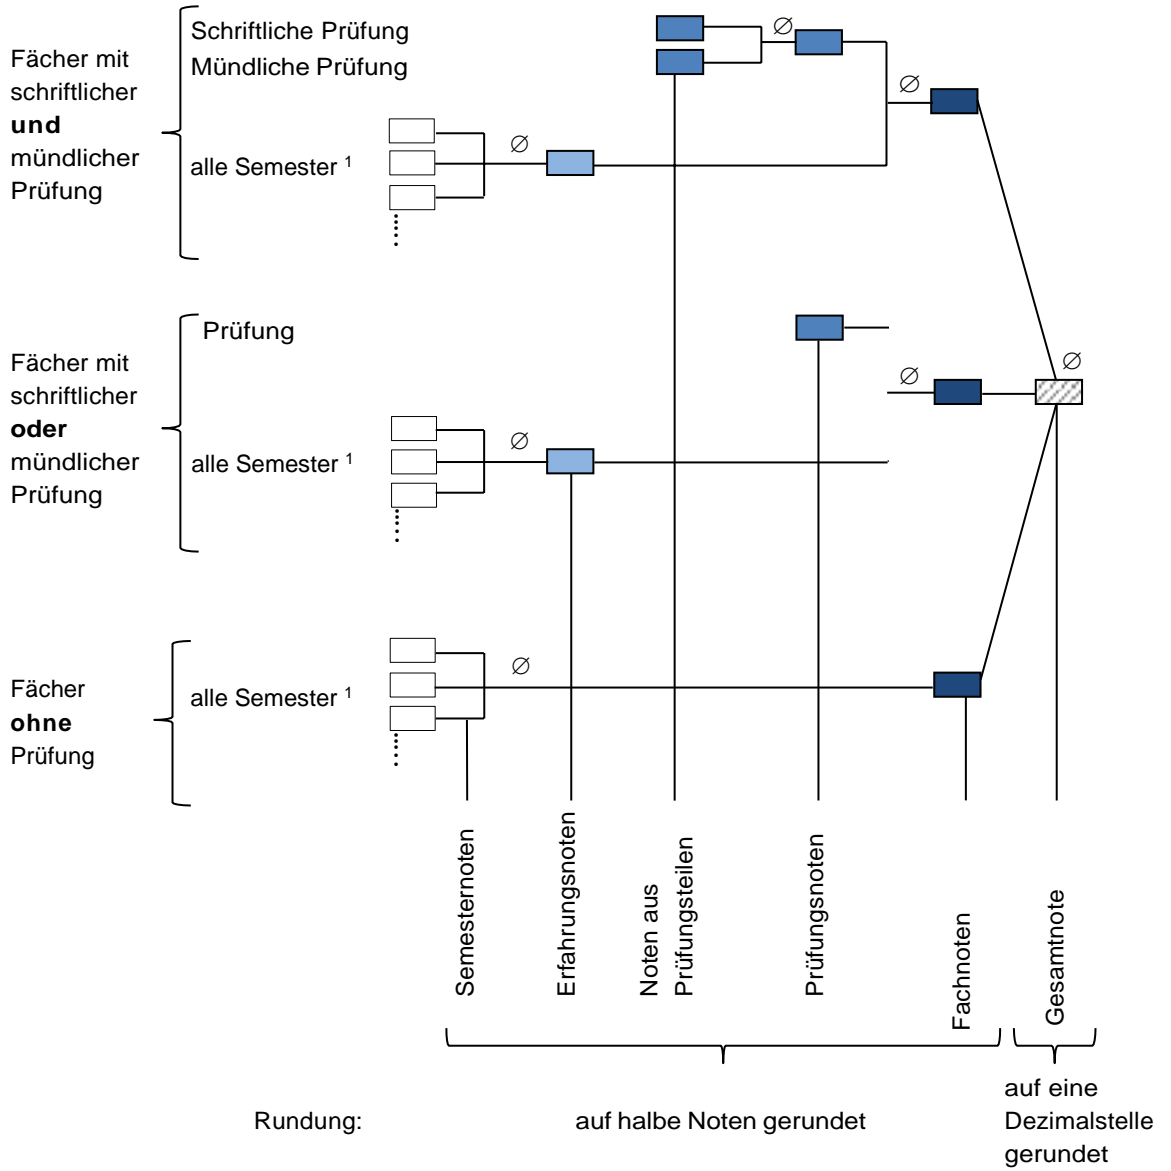 Schriftliche Prüfung
Mündliche Prüfung
Fächer mit
schriftlicher
und
mündlicher
Prüfung
alle Semester 1
∅
∅
∅
Prüfung
Fächer mit
schriftlicher
oder
mündlicher
Prüfung
alle Semester 1
∅
∅
∅
Fächer
ohne
Prüfung
alle Semester 1
∅
Semesternoten
Erfahrungsnoten
Noten aus
Prüfungsteilen
Prüfungsnoten
Fachnoten
Gesamtnote
Rundung:
auf halbe Noten gerundet
auf eine
Dezimalstelle
gerundet